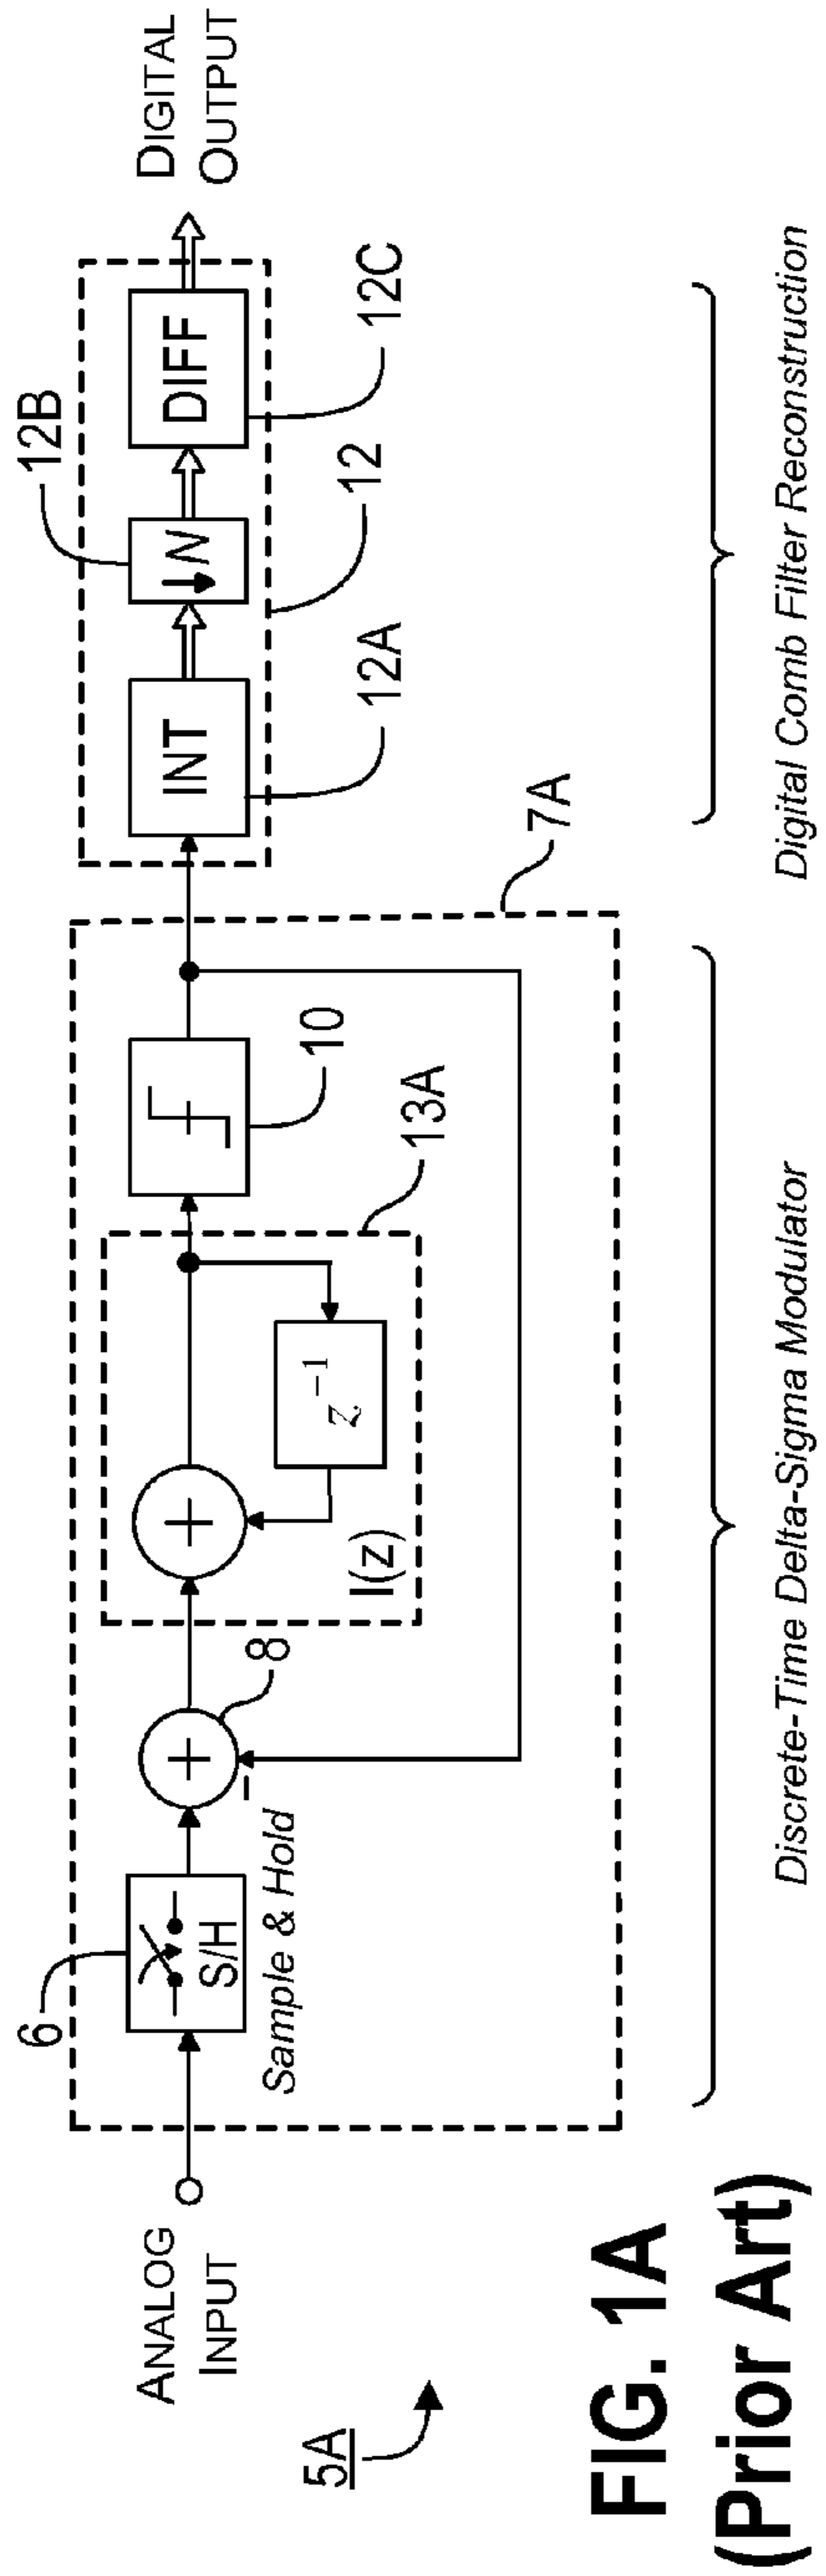 ANALOG
INPUT
6
S/H
Sample & Hold
+
–
8
+
I(z)
z⁻¹
13A
10
7A
INT
12A
↓N
12B
12
DIFF
12C
DIGITAL
OUTPUT
Discrete-Time Delta-Sigma Modulator
Digital Comb Filter Reconstruction
5A
FIG. 1A
(Prior Art)